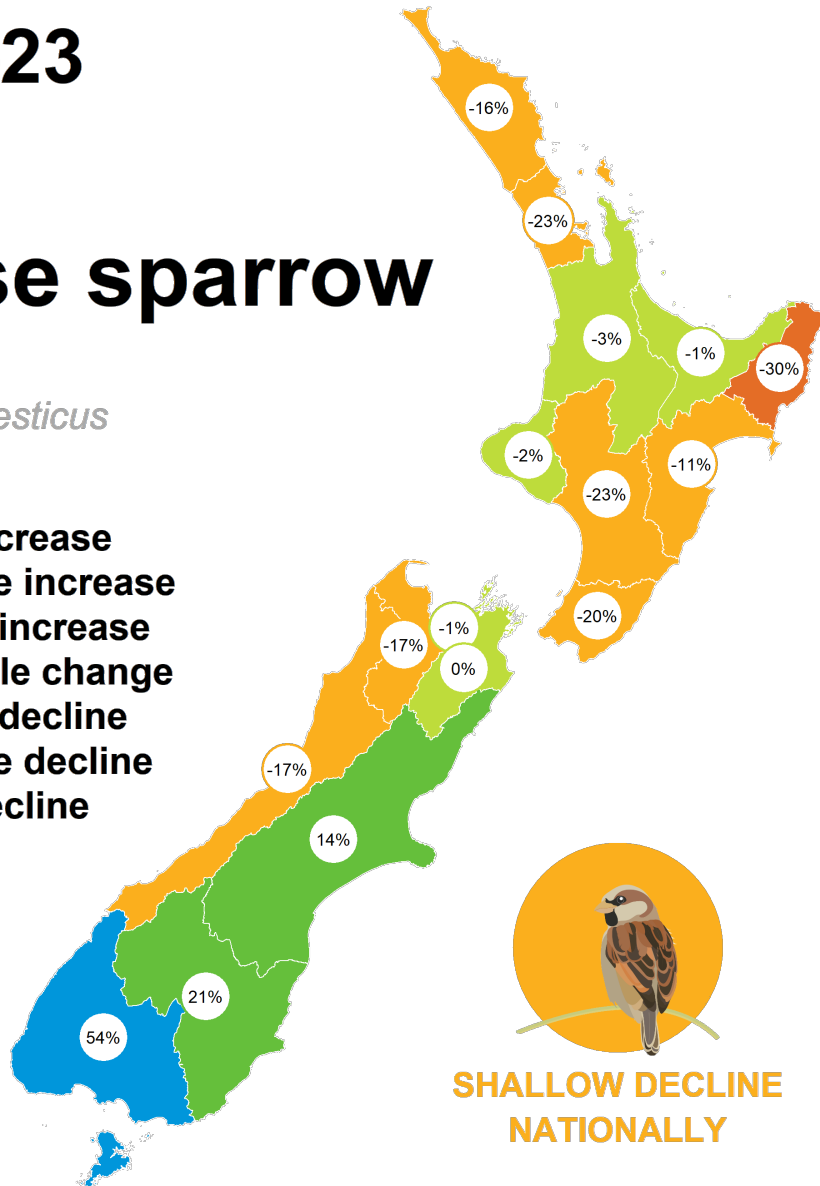 23
se sparrow
esticus
crease
e increase
increase
le change
decline
e decline
ecline
-16%
-23%
-3%
-1%
-30%
-2%
-11%
-23%
-20%
-1%
-17%
0%
-17%
14%
21%
54%
SHALLOW DECLINE
NATIONALLY